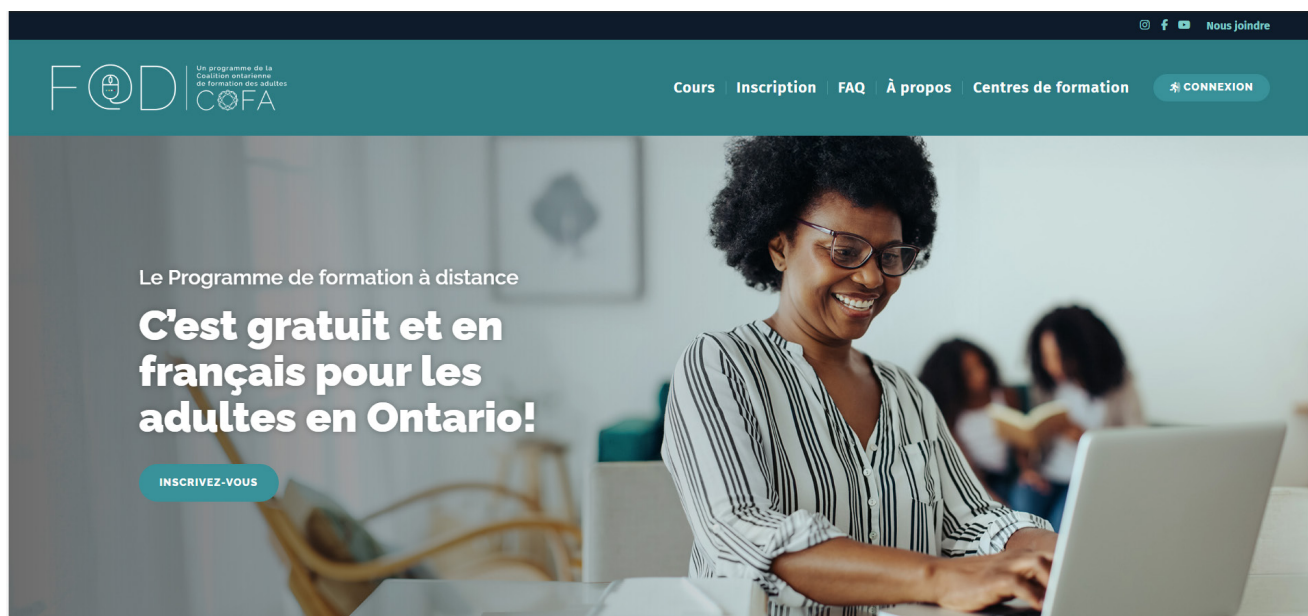 Nous joindre
F@D
Un programme de la
Coalition ontarienne
de formation des adultes
COFA
Cours
Inscription
FAQ
À propos
Centres de formation
CONNEXION
Le Programme de formation à distance
C'est gratuit et en
français pour les
adultes en Ontario!
INSCRIVEZ-VOUS